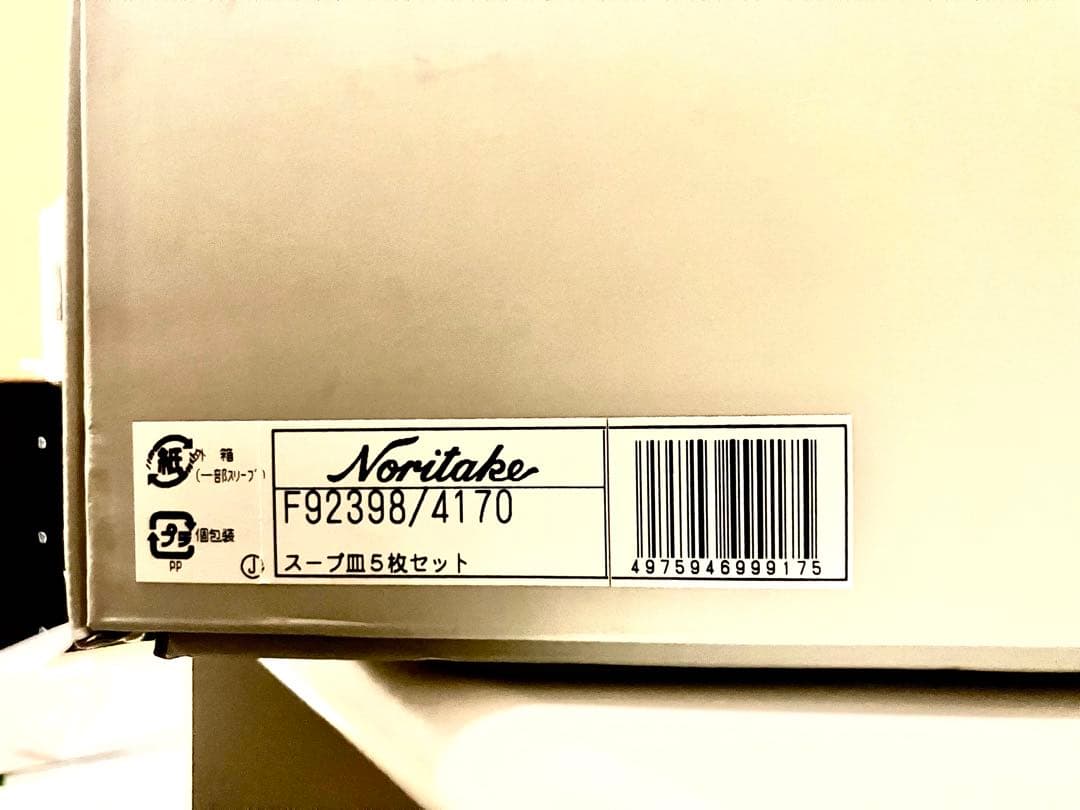 紙
外 箱
(一部スリーブ)
プラ
個包装
PP
J
Noritake
F92398/4170
スープ皿5枚セット
4975946999175